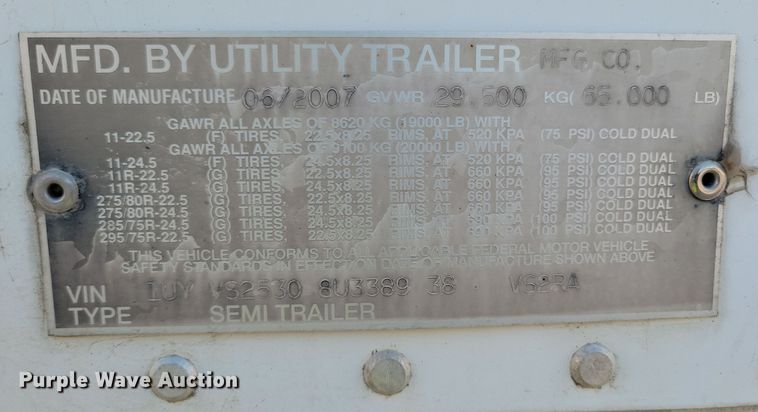 MFD. BY UTILITY TRAILER MFG CO.
DATE OF MANUFACTURE 06/2007 GVWR 29.500 KG( 65.000 LB)
GAWR ALL AXLES OF 8620 KG (19000 LB) WITH
11-22.5 (F) TIRES, 22.5x8.25 RIMS, AT 520 KPA (75 PSI) COLD DUAL
GAWR ALL AXLES OF 9100 KG (20000 LB) WITH
11-24.5 (F) TIRES, 24.5x8.25 RIMS, AT 520 KPA (75 PSI) COLD DUAL
11R-22.5 (G) TIRES, 22.5x8.25 RIMS, AT 660 KPA (95 PSI) COLD DUAL
11R-24.5 (G) TIRES, 24.5x8.25 RIMS, AT 660 KPA (95 PSI) COLD DUAL
275/80R-22.5 (G) TIRES, 22.5x8.25 RIMS, AT 660 KPA (95 PSI) COLD DUAL
275/80R-24.5 (G) TIRES, 24.5x8.25 RIMS, AT KPA (100 PSI) COLD DUAL
285/75R-24.5 (G) TIRES, 24.5x8.25 RIMS, AT KPA (95 PSI) COLD DUAL
295/75R-22.5 (G) TIRES, 22.5x8.25 RIMS, AT KPA (100 PSI) COLD DUAL
THIS VEHICLE CONFORMS TO ALL APPLICABLE FEDERAL MOTOR VEHICLE
SAFETY STANDARDS IN EFFECT ON DATE OF MANUFACTURE SHOWN ABOVE
VIN 1UY VS2530 8U3389 38 VS2RA
TYPE SEMI TRAILER
Purple Wave Auction